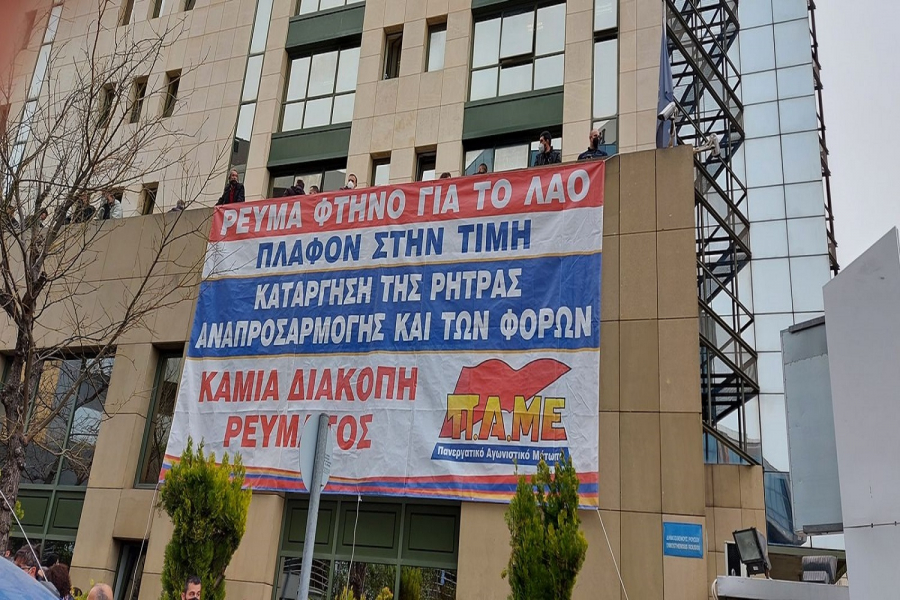 ΡΕΥΜΑ ΦΤΗΝΟ ΓΙΑ ΤΟ ΛΑΟ
ΠΛΑΦΟΝ ΣΤΗΝ ΤΙΜΗ
ΚΑΤΑΡΓΗΣΗ ΤΗΣ ΡΗΤΡΑΣ
ΑΝΑΠΡΟΣΑΡΜΟΓΗΣ ΚΑΙ ΤΩΝ ΦΟΡΩΝ
ΚΑΜΙΑ ΔΙΑΚΟΠΗ
ΡΕΥΜΑΤΟΣ
Π.Α.ΜΕ
Πανεργατικό Αγωνιστικό Μέτωπο